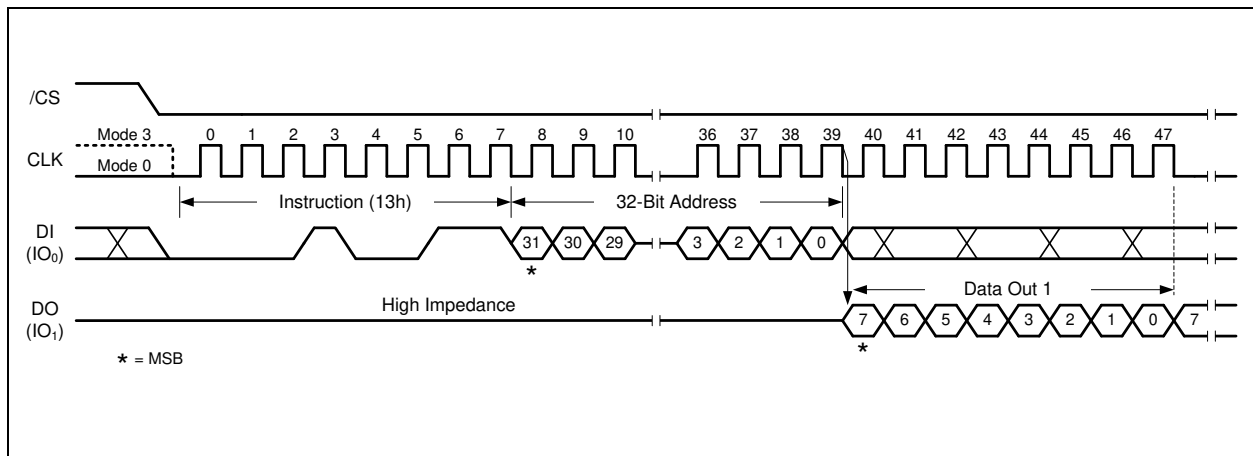 /CS
Mode 3
0 1 2 3 4 5 6 7 8 9 10 36 37 38 39 40 41 42 43 44 45 46 47
CLK
Mode 0
Instruction (13h) 32-Bit Address
DI
(IO₀)
31 30 29 3 2 1 0
*
Data Out 1
High Impedance
DO
(IO₁)
7 6 5 4 3 2 1 0 7
*
* = MSB